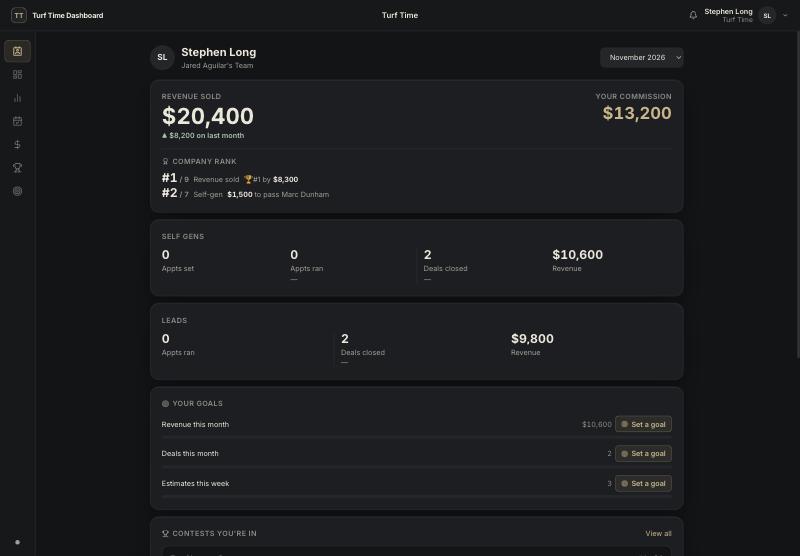 TT Turf Time Dashboard
Turf Time
Stephen Long
Turf Time
SL
SL
Stephen Long
Jared Aguilar's Team
November 2026
REVENUE SOLD
$20,400
▲ $8,200 on last month
YOUR COMMISSION
$13,200
COMPANY RANK
#1 / 9 Revenue sold 🏆#1 by $8,300
#2 / 7 Self-gen $1,500 to pass Marc Dunham
SELF GENS
0
Appts set
0
Appts ran
—
2
Deals closed
—
$10,600
Revenue
LEADS
0
Appts ran
2
Deals closed
—
$9,800
Revenue
YOUR GOALS
Revenue this month $10,600 Set a goal
Deals this month 2 Set a goal
Estimates this week 3 Set a goal
CONTESTS YOU'RE IN View all